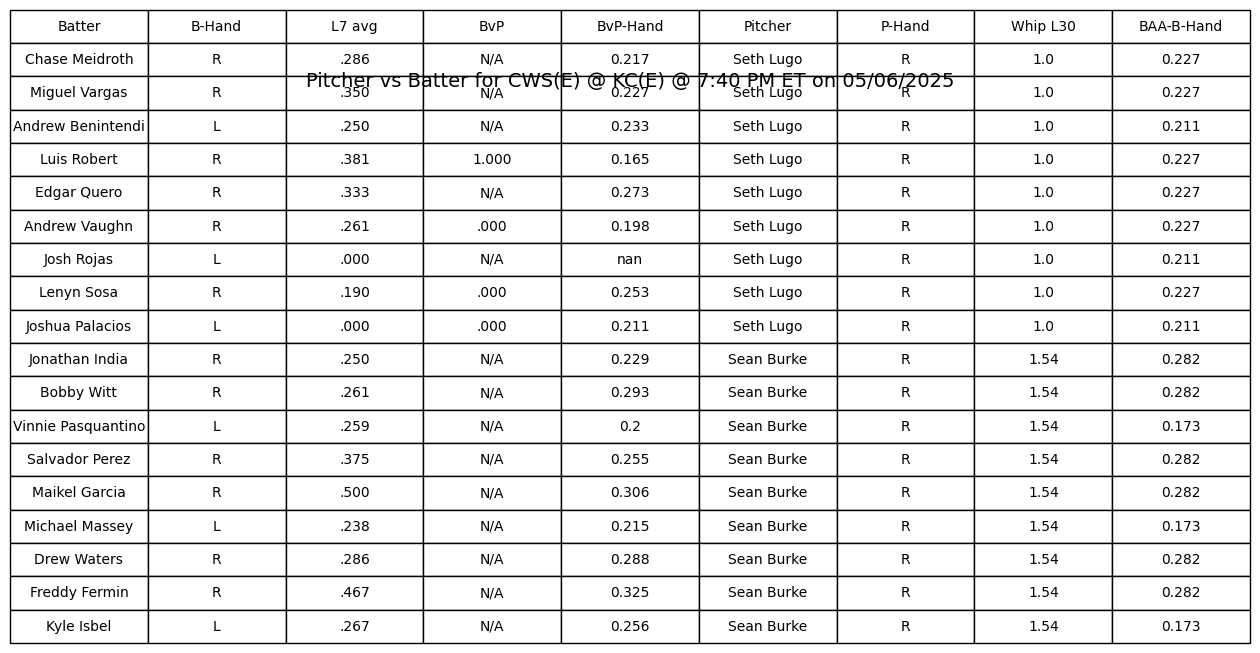 Batter B-Hand L7 avg BvP BvP-Hand Pitcher P-Hand Whip L30 BAA-B-Hand
Chase Meidroth R .286 N/A 0.217 Seth Lugo R 1.0 0.227
Pitcher vs Batter for CWS(E) @ KC(E) @ 7:40 PM ET on 05/06/2025
Miguel Vargas R .350 N/A 0.227 Seth Lugo R 1.0 0.227
Andrew Benintendi L .250 N/A 0.233 Seth Lugo R 1.0 0.211
Luis Robert R .381 1.000 0.165 Seth Lugo R 1.0 0.227
Edgar Quero R .333 N/A 0.273 Seth Lugo R 1.0 0.227
Andrew Vaughn R .261 .000 0.198 Seth Lugo R 1.0 0.227
Josh Rojas L .000 N/A nan Seth Lugo R 1.0 0.211
Lenyn Sosa R .190 .000 0.253 Seth Lugo R 1.0 0.227
Joshua Palacios L .000 .000 0.211 Seth Lugo R 1.0 0.211
Jonathan India R .250 N/A 0.229 Sean Burke R 1.54 0.282
Bobby Witt R .261 N/A 0.293 Sean Burke R 1.54 0.282
Vinnie Pasquantino L .259 N/A 0.2 Sean Burke R 1.54 0.173
Salvador Perez R .375 N/A 0.255 Sean Burke R 1.54 0.282
Maikel Garcia R .500 N/A 0.306 Sean Burke R 1.54 0.282
Michael Massey L .238 N/A 0.215 Sean Burke R 1.54 0.173
Drew Waters R .286 N/A 0.288 Sean Burke R 1.54 0.282
Freddy Fermin R .467 N/A 0.325 Sean Burke R 1.54 0.282
Kyle Isbel L .267 N/A 0.256 Sean Burke R 1.54 0.173